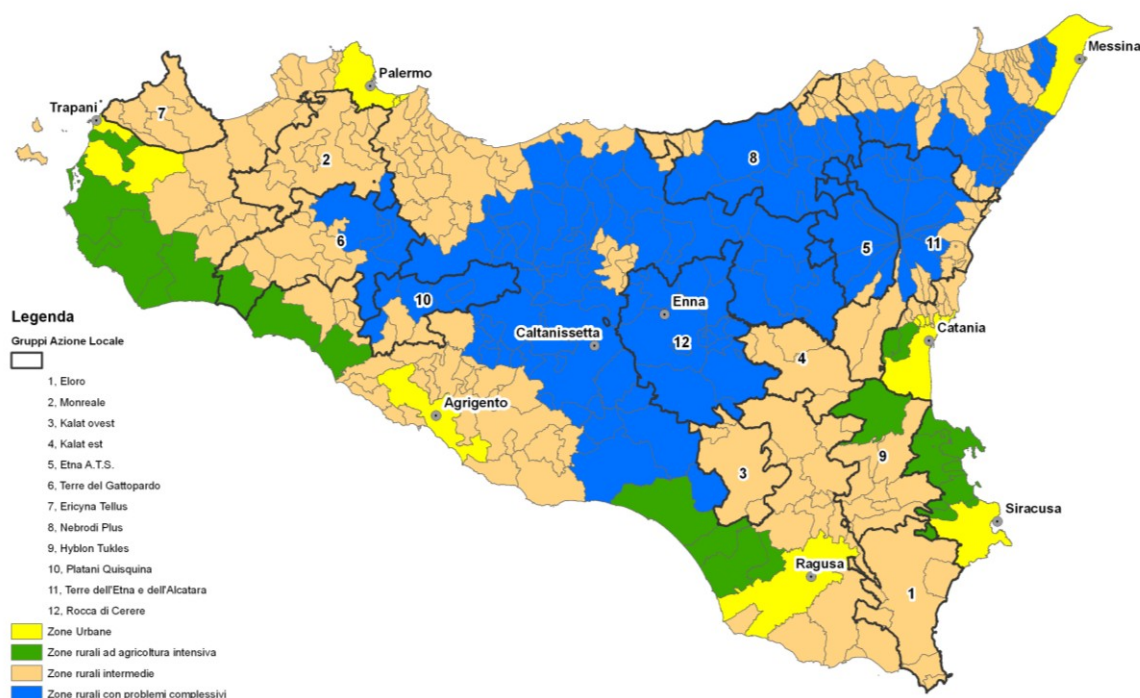 Messina
Palermo
Trapani
7
2
8
6
5
11
10
Enna
Caltanissetta
12
Catania
4
Agrigento
9
3
Siracusa
Ragusa
1
Legenda
Gruppi Azione Locale
1, Eloro
2, Monreale
3, Kalat ovest
4, Kalat est
5, Etna A.T.S.
6, Terre del Gattopardo
7, Ericyna Tellus
8, Nebrodi Plus
9, Hyblon Tukles
10, Platani Quisquina
11, Terre dell'Etna e dell'Alcatara
12, Rocca di Cerere
Zone Urbane
Zone rurali ad agricoltura intensiva
Zone rurali intermedie
Zone rurali con problemi complessivi